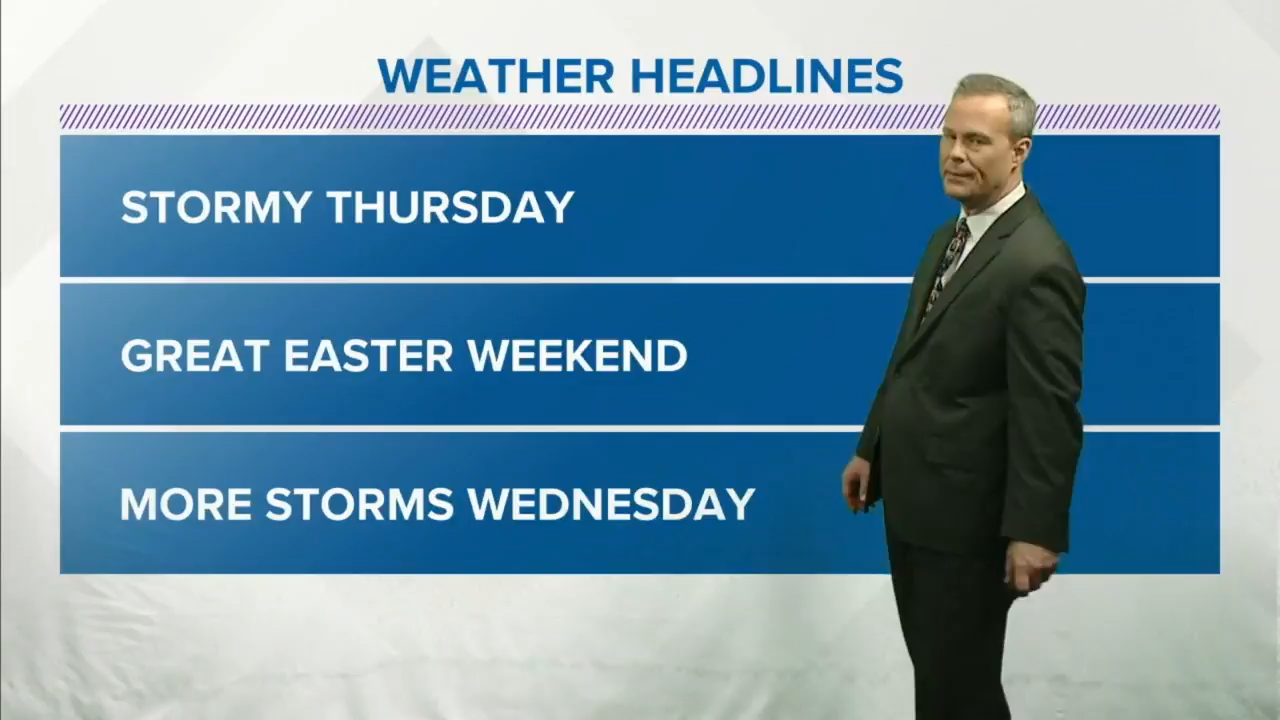 WEATHER HEADLINES
STORMY THURSDAY
GREAT EASTER WEEKEND
MORE STORMS WEDNESDAY